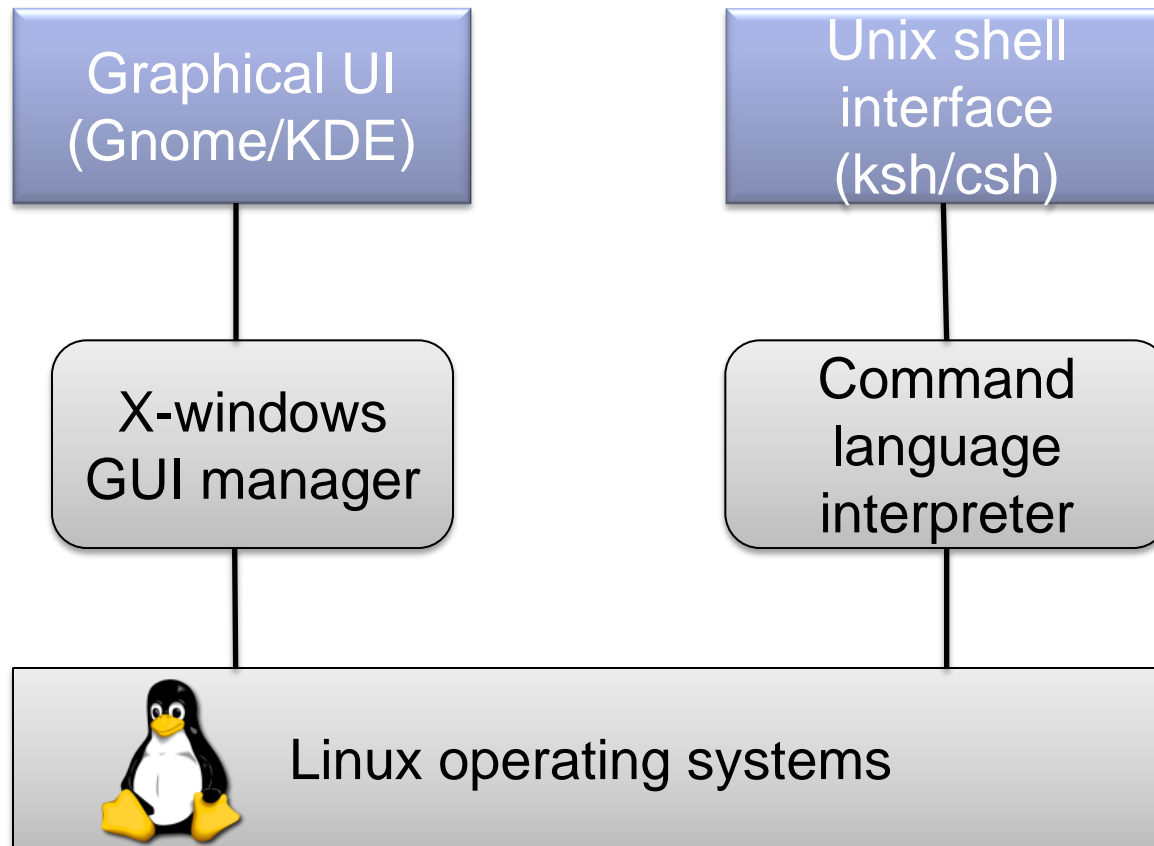 Graphical UI
(Gnome/KDE)
Unix shell
interface
(ksh/csh)
X-windows
GUI manager
Command
language
interpreter
Linux operating systems